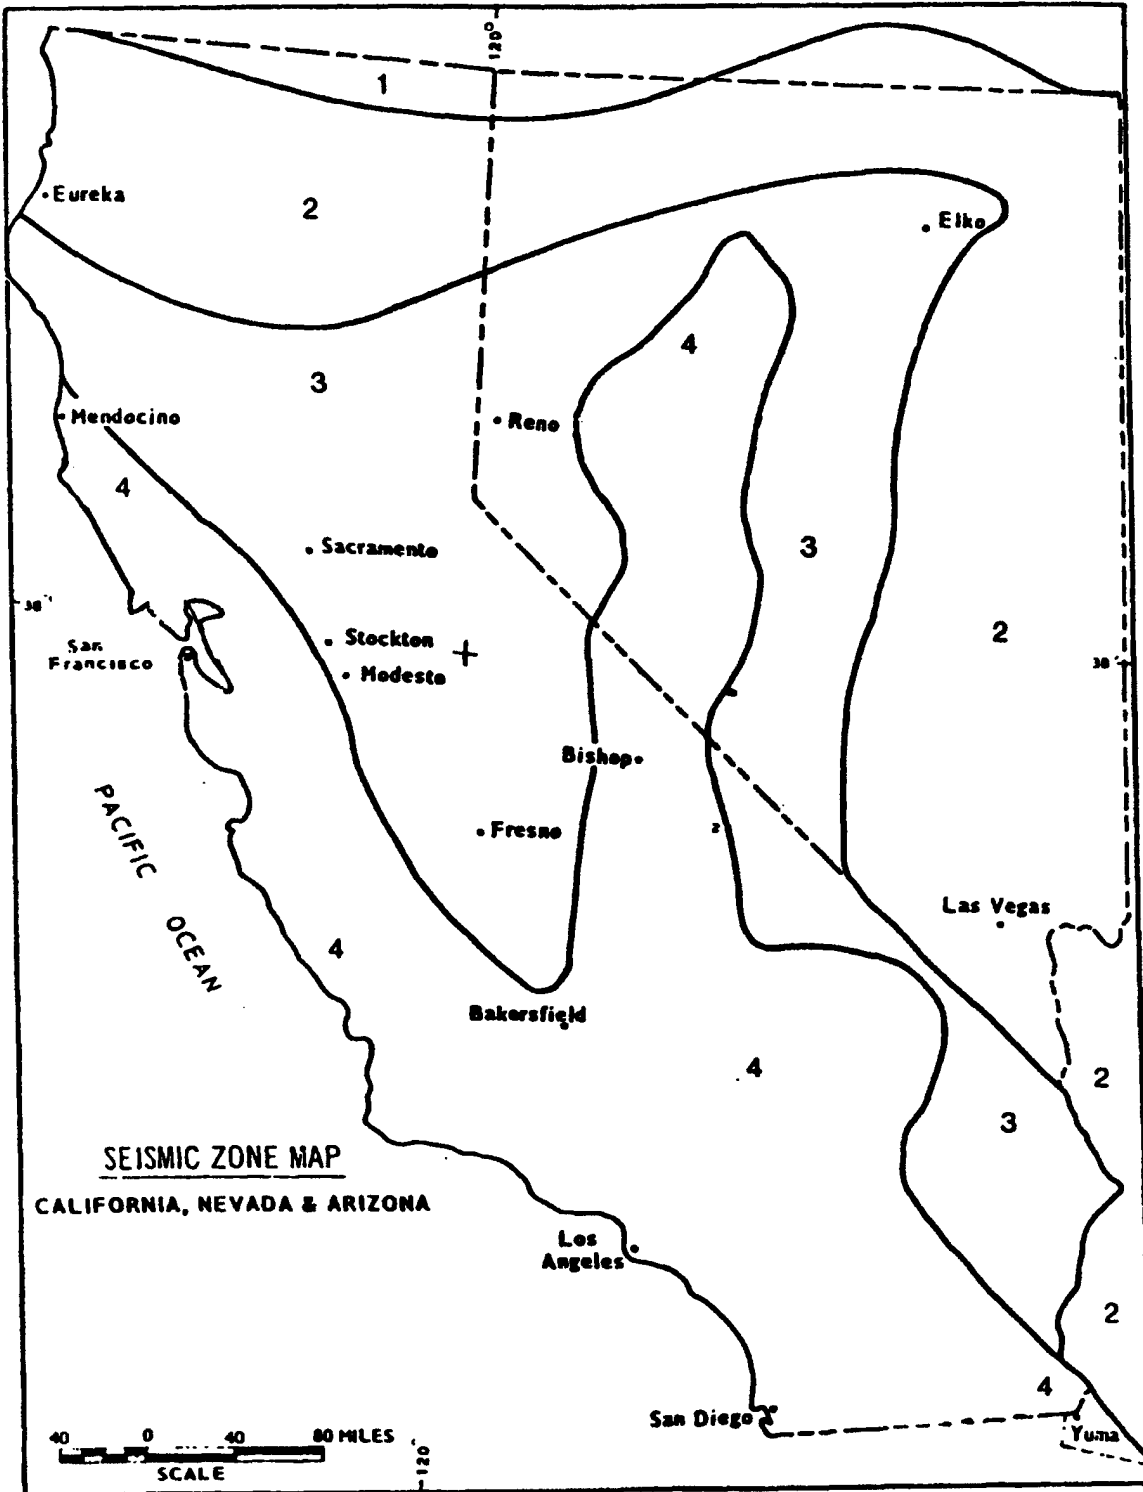 120°
1
Eureka
2
Elko
4
3
Mendocino
Reno
4
Sacramento
3
38°
Stockton
2
San
Francisco
38°
Modesto
Bishop
PACIFIC OCEAN
Fresno
2
Las Vegas
4
Bakersfield
4
2
3
SEISMIC ZONE MAP
CALIFORNIA, NEVADA & ARIZONA
Los
Angeles
2
4
San Diego
Yuma
40 0 40 80 MILES
SCALE
120°